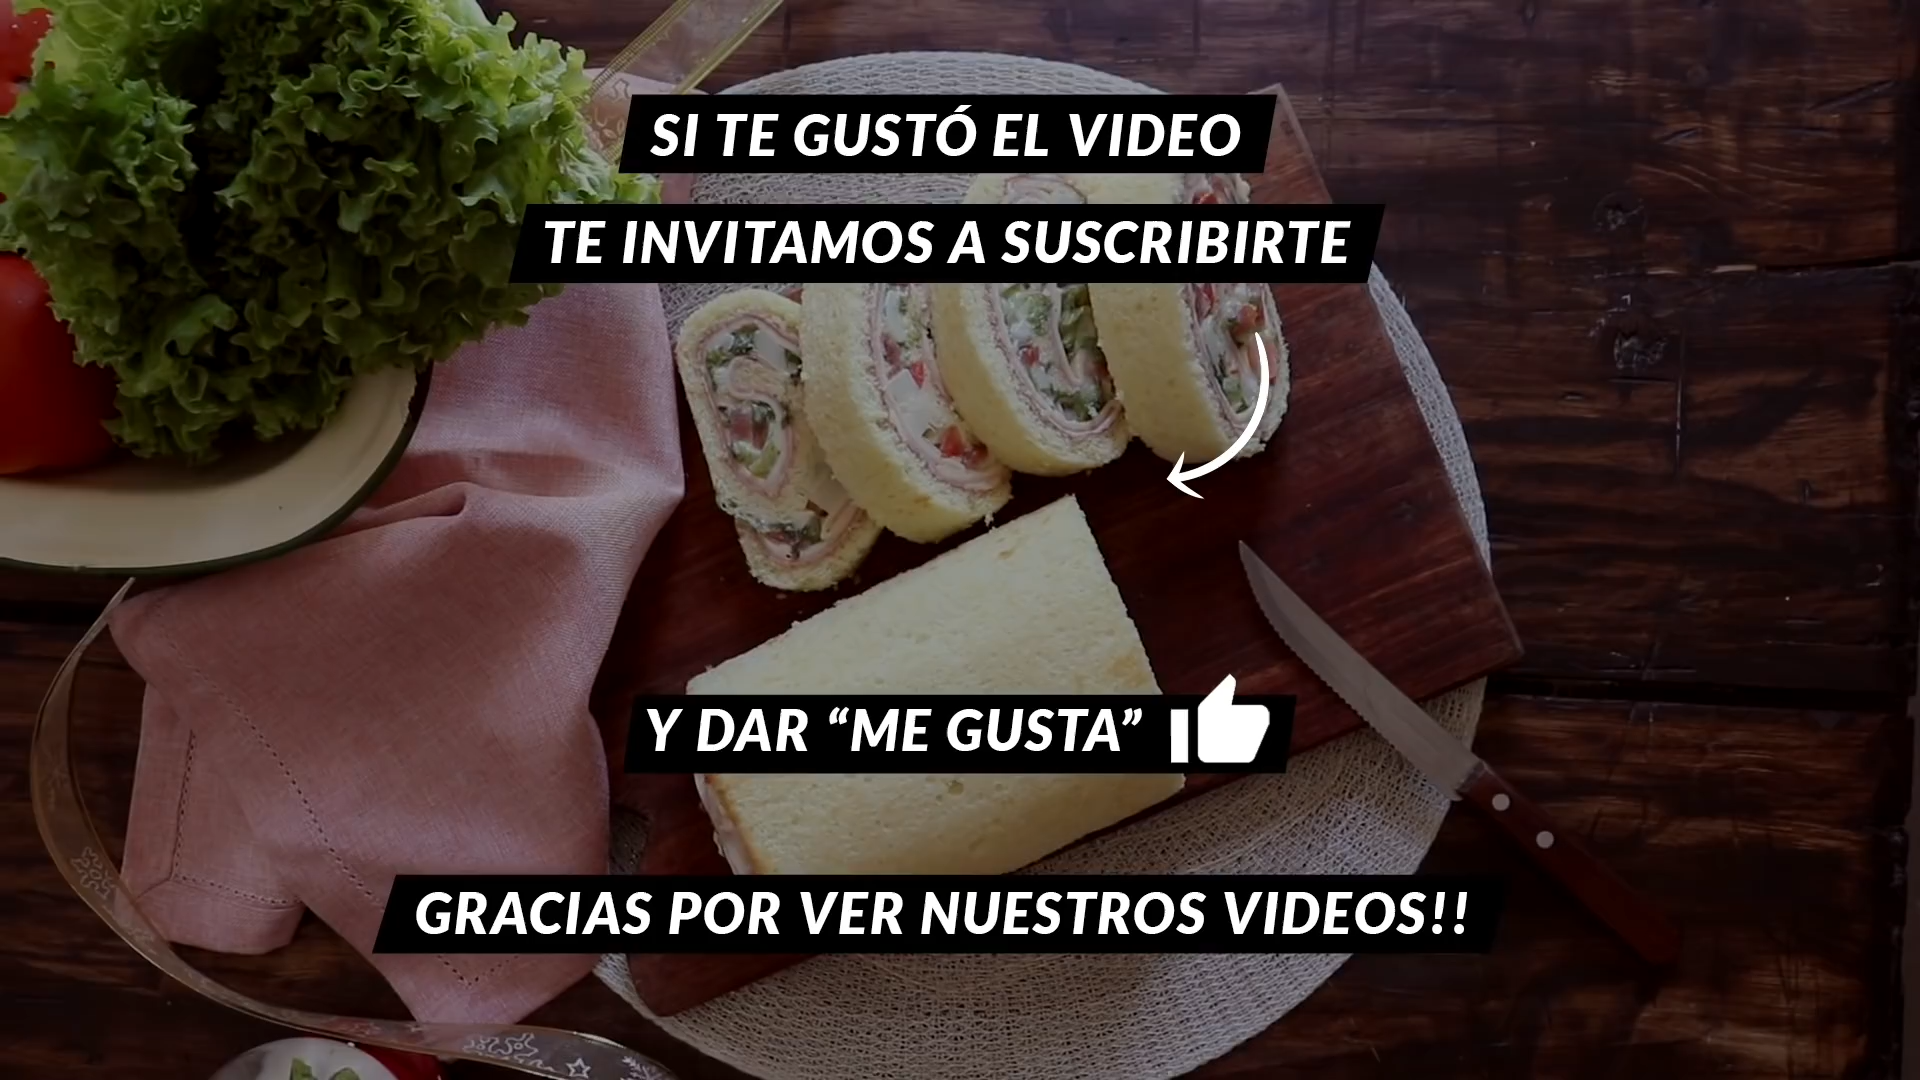 SI TE GUSTÓ EL VIDEO
TE INVITAMOS A SUSCRIBIRTE
Y DAR “ME GUSTA”
GRACIAS POR VER NUESTROS VIDEOS!!